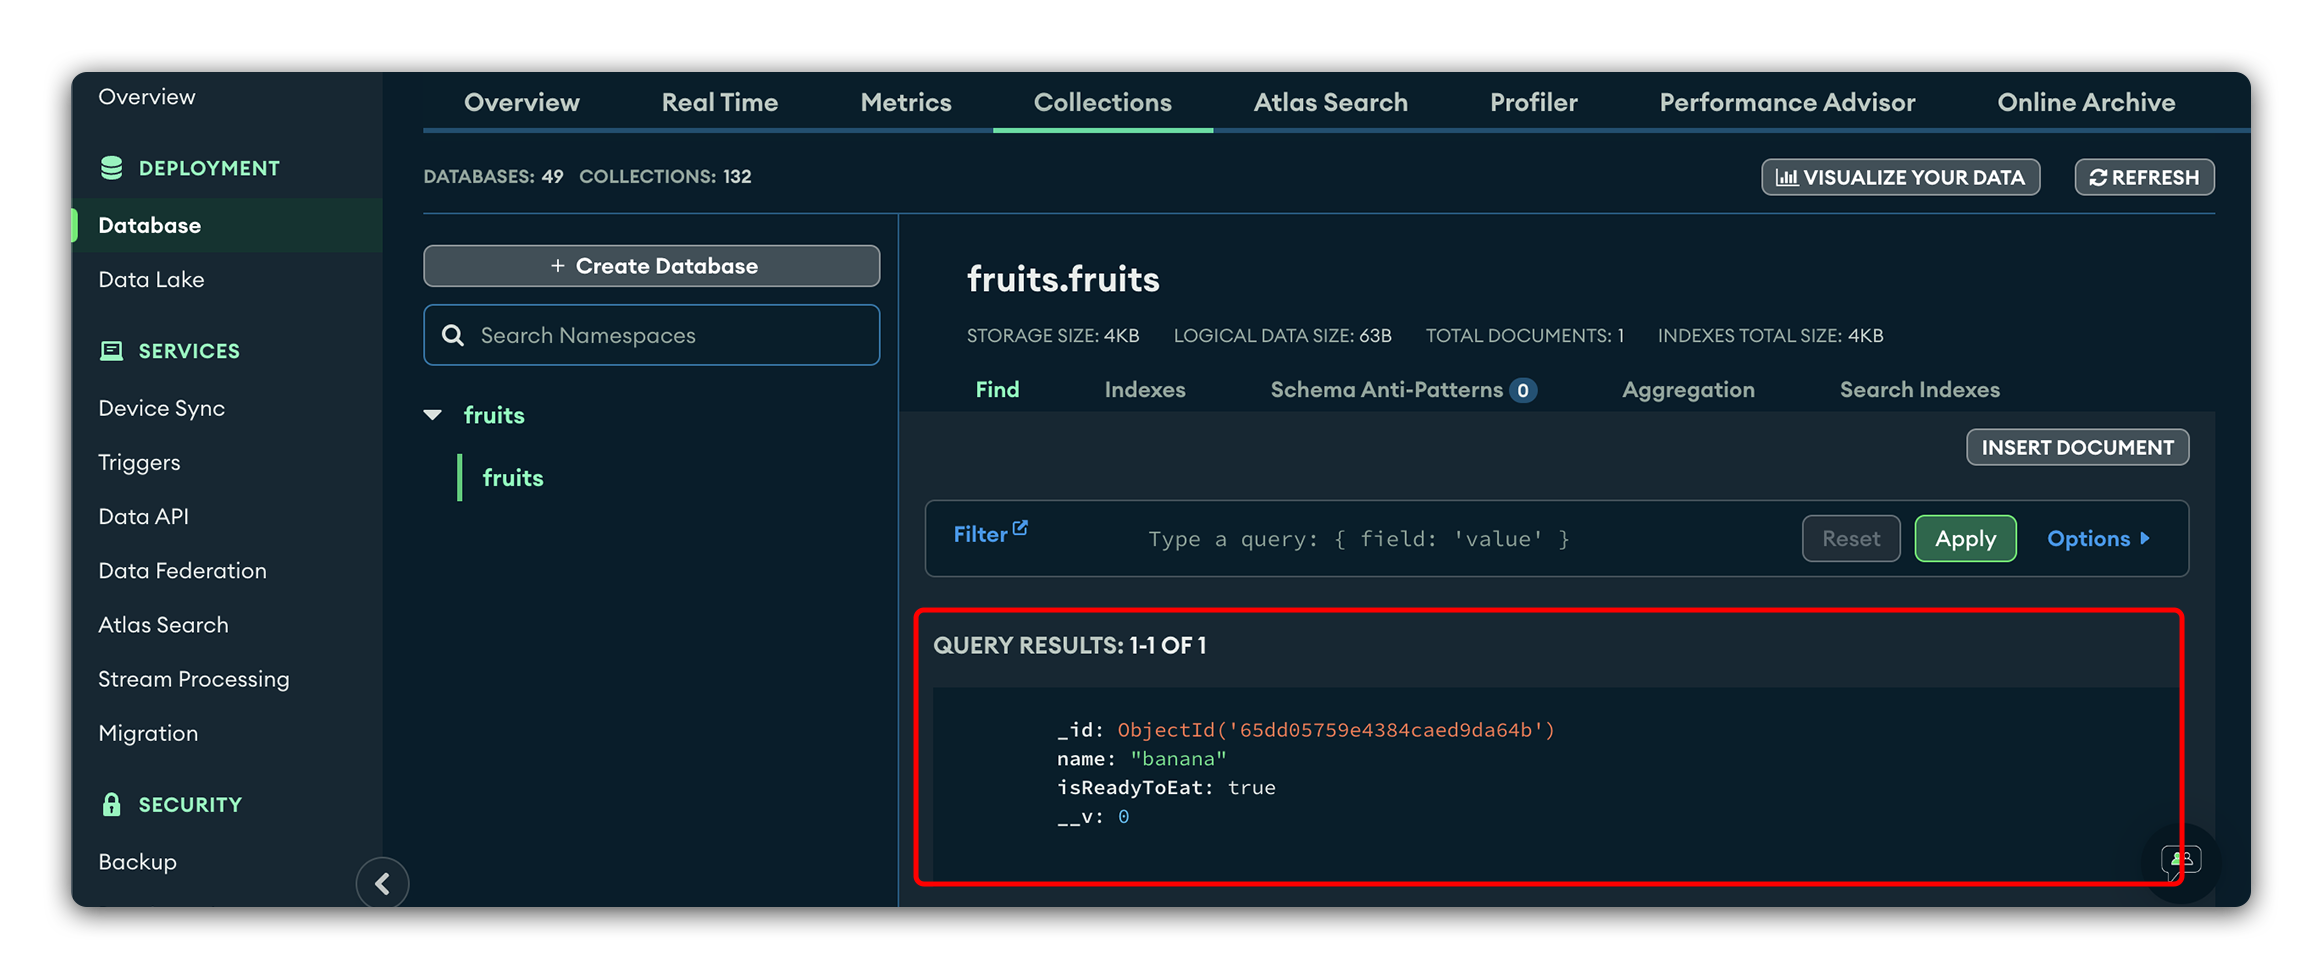 Overview
DEPLOYMENT
Database
Data Lake
SERVICES
Device Sync
Triggers
Data API
Data Federation
Atlas Search
Stream Processing
Migration
SECURITY
Backup
Overview Real Time Metrics Collections Atlas Search Profiler Performance Advisor Online Archive
DATABASES: 49 COLLECTIONS: 132
VISUALIZE YOUR DATA REFRESH
+ Create Database
Search Namespaces
fruits
fruits
fruits.fruits
STORAGE SIZE: 4KB LOGICAL DATA SIZE: 63B TOTAL DOCUMENTS: 1 INDEXES TOTAL SIZE: 4KB
Find Indexes Schema Anti-Patterns 0 Aggregation Search Indexes
INSERT DOCUMENT
Filter Type a query: { field: 'value' } Reset Apply Options
QUERY RESULTS: 1-1 OF 1
_id: ObjectId('65dd05759e4384caed9da64b')
name: "banana"
isReadyToEat: true
__v: 0